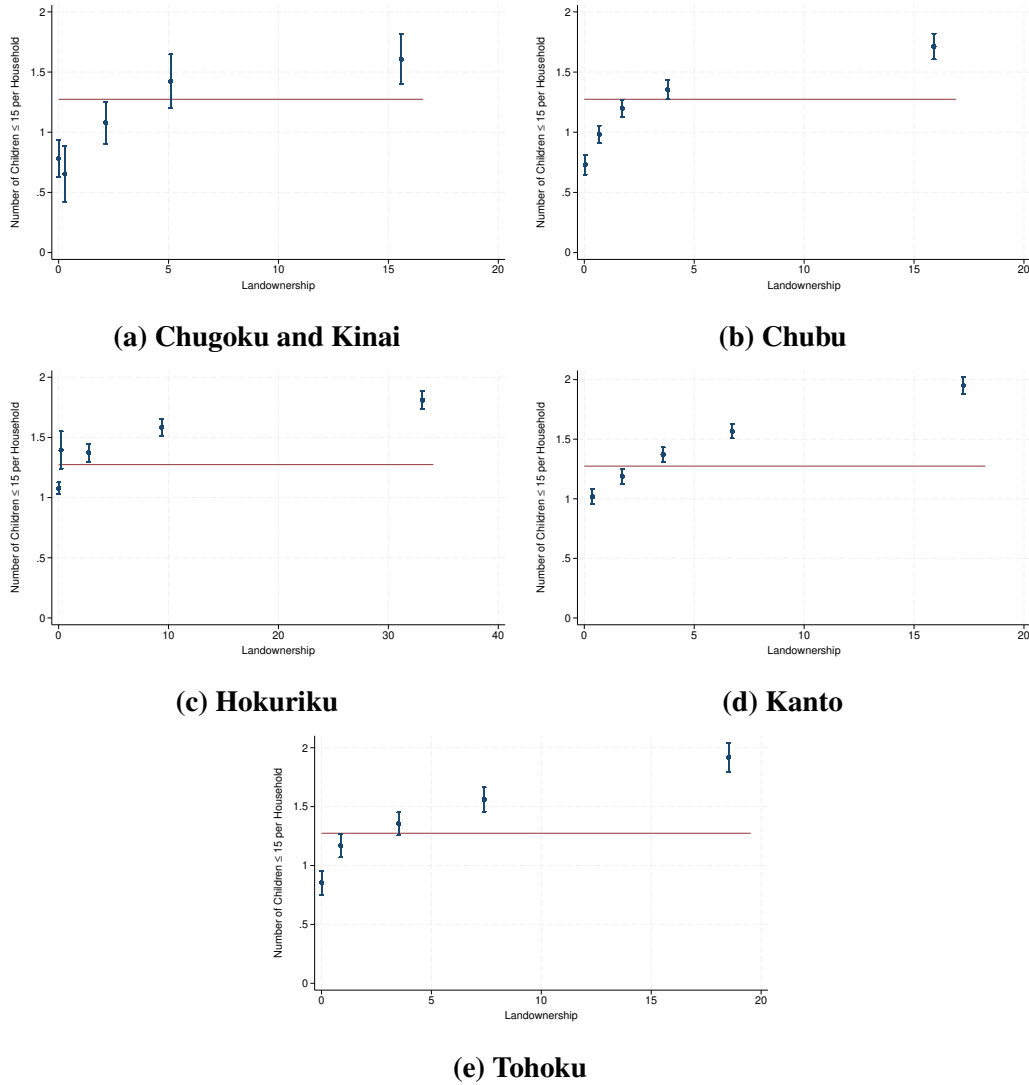 Number of Children ≤ 15 per Household
2
1.5
1
.5
0
0 5 10 15 20
Landownership
(a) Chugoku and Kinai
Number of Children ≤ 15 per Household
2
1.5
1
.5
0
0 5 10 15 20
Landownership
(b) Chubu
Number of Children ≤ 15 per Household
2
1.5
1
.5
0
0 10 20 30 40
Landownership
(c) Hokuriku
Number of Children ≤ 15 per Household
2
1.5
1
.5
0
0 5 10 15 20
Landownership
(d) Kanto
Number of Children ≤ 15 per Household
2
1.5
1
.5
0
0 5 10 15 20
Landownership
(e) Tohoku